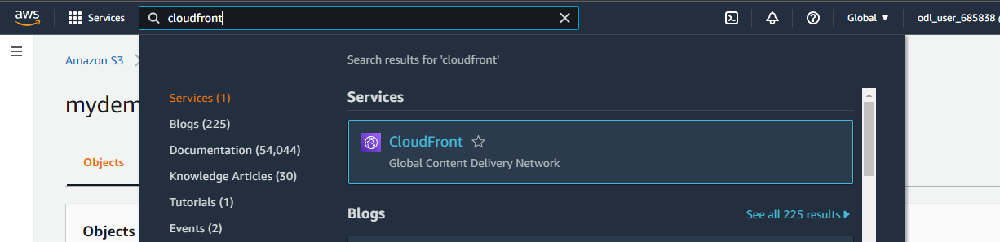 aws Services cloudfront Global odl_user_685838
Amazon S3
Search results for 'cloudfront'
Services (1)
Services
mydem
Blogs (225)
CloudFront
Documentation (54,044)
Objects
Global Content Delivery Network
Knowledge Articles (30)
Tutorials (1)
Blogs
See all 225 results
Objects
Events (2)